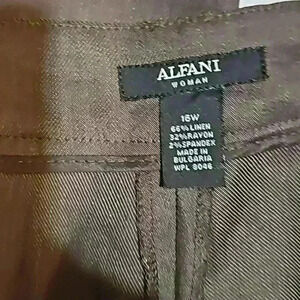 ALFANI
WOMAN
16W
66% LINEN
32% RAYON
2% SPANDEX
MADE IN
BULGARIA
WPL 8046